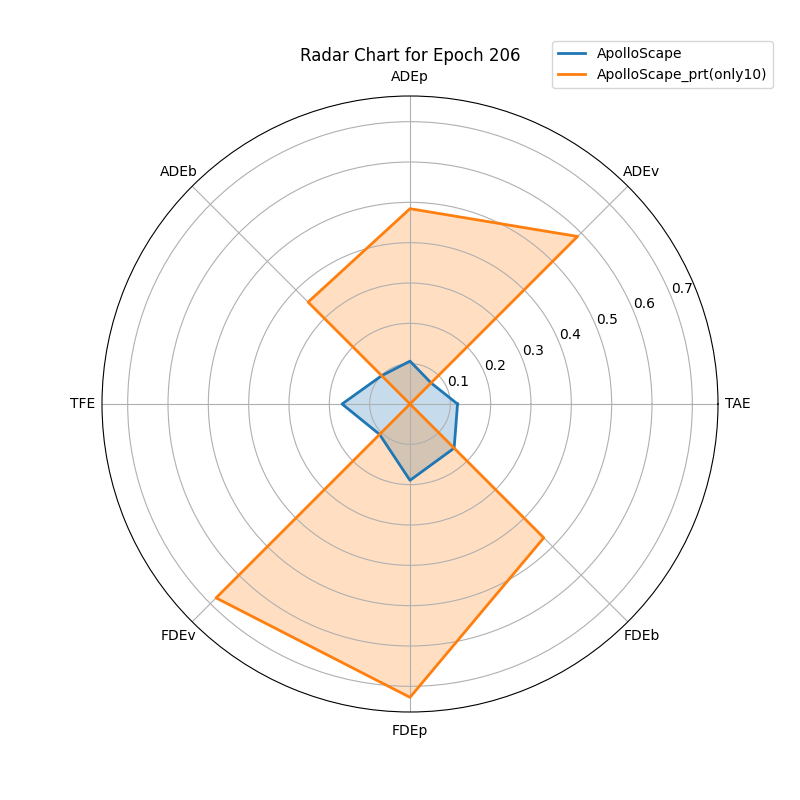 Radar Chart for Epoch 206
ApolloScape
ApolloScape_prt(only10)
ADEp
ADEb
ADEv
0.7
0.6
0.5
0.4
0.3
0.2
0.1
TFE
TAE
FDEv
FDEb
FDEp